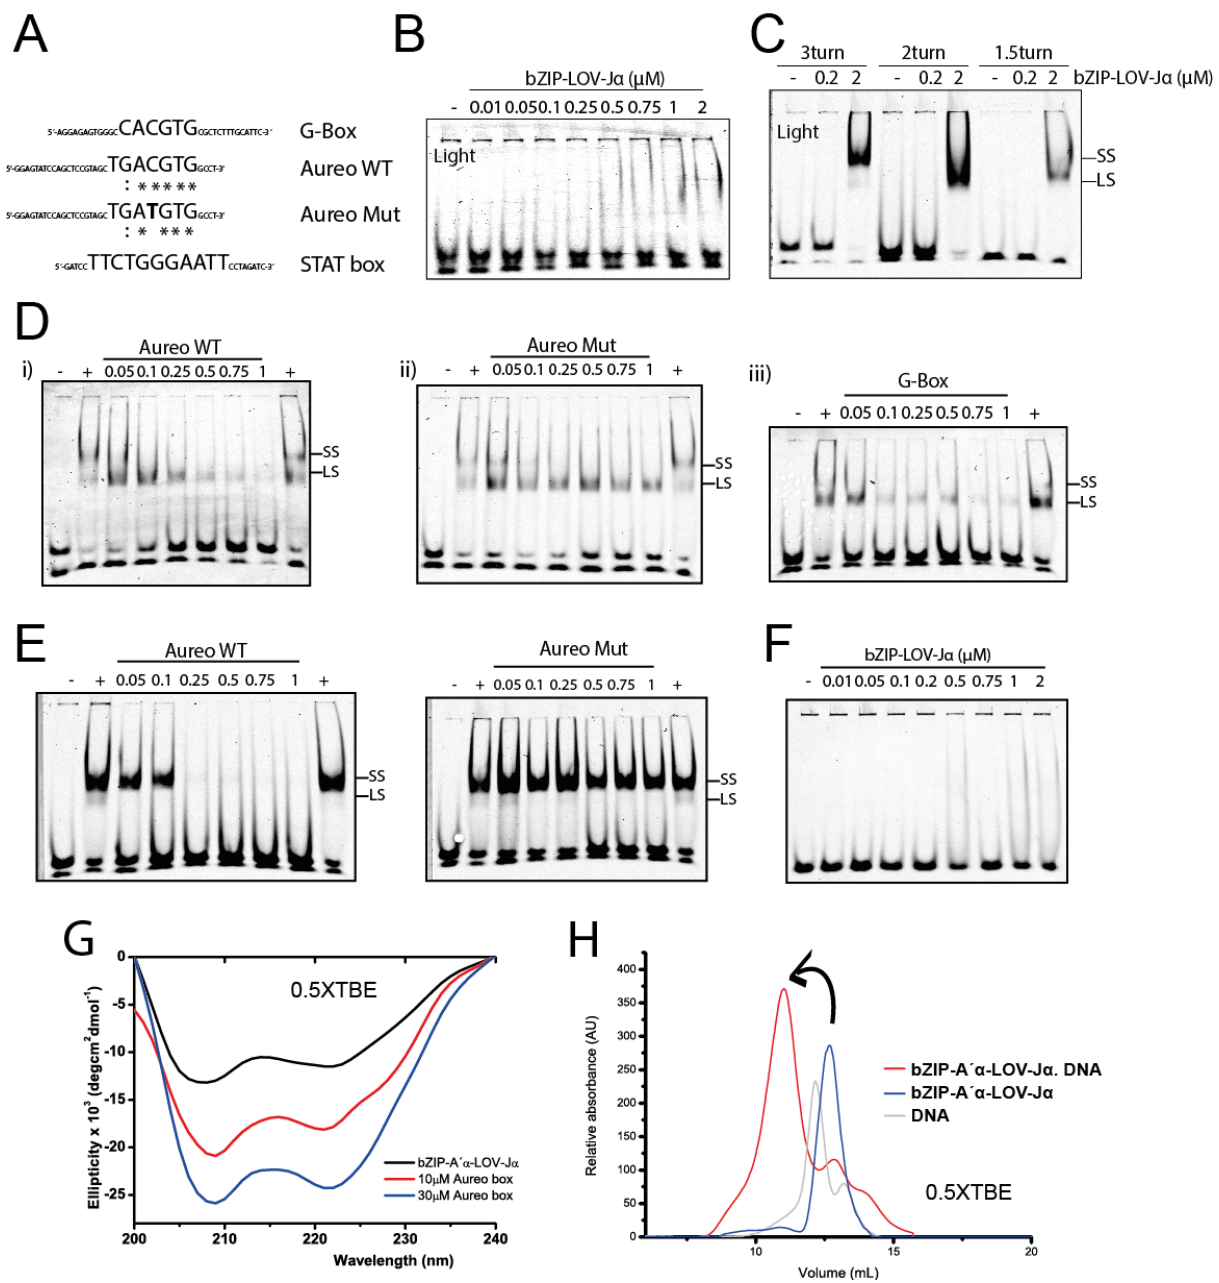 A
5´-AGGAGAGTGGGCCACGTGCGCTCTTTGCATTC-3´ G-Box
5´-GGAGTATCCAGCTCCGTAGCTGACGTGGCCT-3´ Aureo WT
: * * * * *
5´-GGAGTATCCAGCTCCGTAGCTGATGTGGCCT-3´ Aureo Mut
: * * * *
5´-GATCCTTCTGGGAATTCCTAGATC-3´ STAT box
B
bZIP-LOV-Jα (µM)
- 0.01 0.05 0.1 0.25 0.5 0.75 1 2
Light
C
3turn 2turn 1.5turn
- 0.2 2 - 0.2 2 - 0.2 2 bZIP-LOV-Jα (µM)
Light
SS
LS
D
i)
Aureo WT
- + 0.05 0.1 0.25 0.5 0.75 1 +
SS
LS
ii)
Aureo Mut
- + 0.05 0.1 0.25 0.5 0.75 1 +
SS
LS
iii)
G-Box
- + 0.05 0.1 0.25 0.5 0.75 1 +
SS
LS
E
Aureo WT
- + 0.05 0.1 0.25 0.5 0.75 1 +
SS
LS
Aureo Mut
- + 0.05 0.1 0.25 0.5 0.75 1 +
SS
LS
F
bZIP-LOV-Jα (µM)
- 0.01 0.05 0.1 0.2 0.5 0.75 1 2
G
0.5XTBE
Ellipticity x 10³ (degcm²dmol⁻¹)
0
-5
-10
-15
-20
-25
bZIP-A´α-LOV-Jα
10µM Aureo box
30µM Aureo box
200 210 220 230 240
Wavelength (nm)
H
Relative absorbance (AU)
400
350
300
250
200
150
100
50
0
bZIP-A´α-LOV-Jα. DNA
bZIP-A´α-LOV-Jα
DNA
0.5XTBE
10 15 20
Volume (mL)